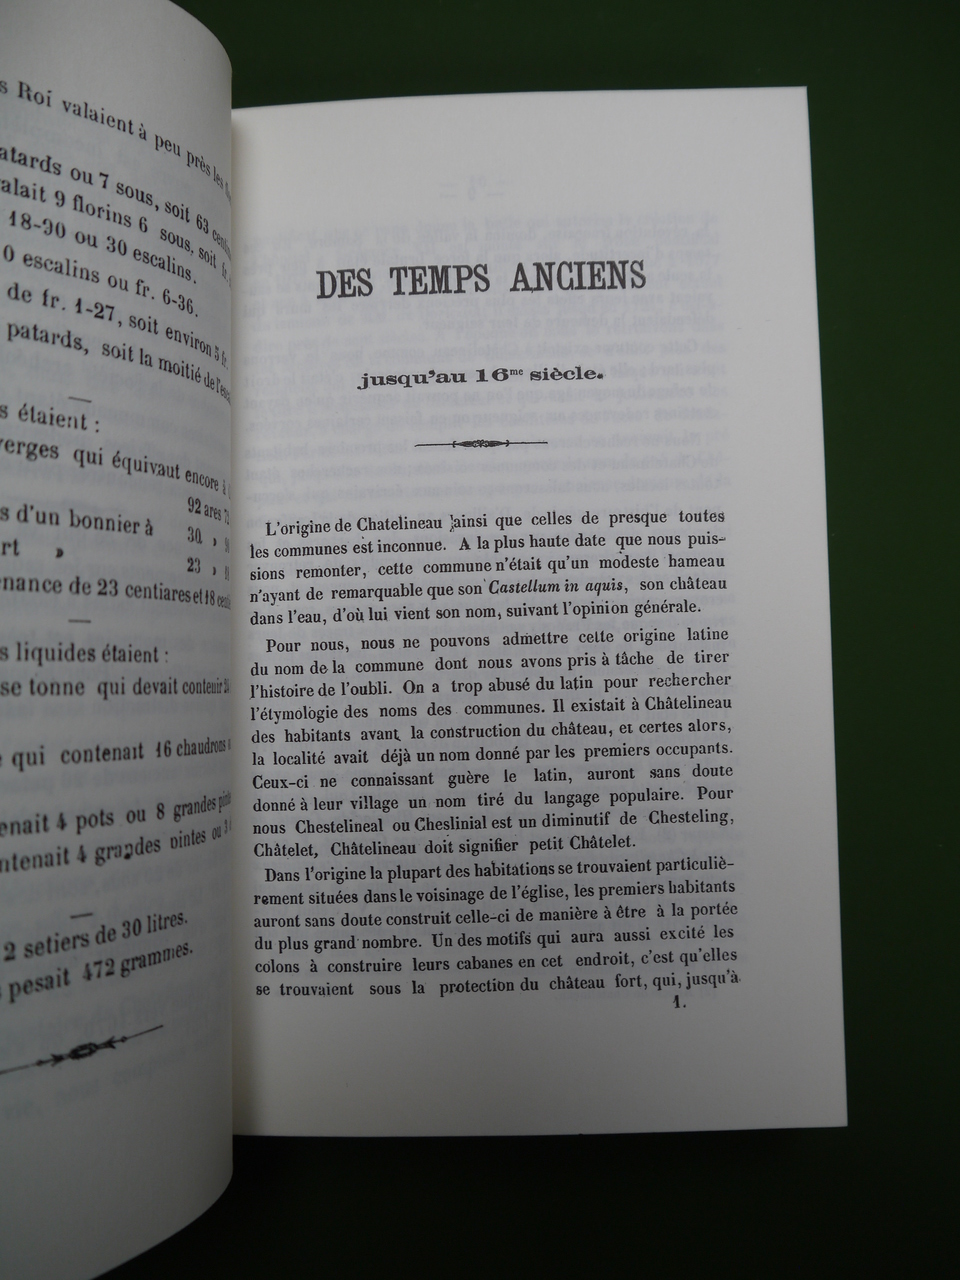 s Roi valaient à peu près les
atards ou 7 sous, soit 63
alait 9 florins 6 sous, soit fr.
18-90 ou 30 escalins.
0 escalins ou fr. 6-36.
de fr. 1-27, soit environ 5 fr.
patards, soit la moitié de
s étaient :
erges qui équivaut encore à
92 ares
s d'un bonnier à 30 »
rt » 23 »
nance de 23 centiares et 18
s liquides étaient :
se tonne qui devait contenir
qui contenait 16 chaudrons
enait 4 pots ou 8 grandes
ntenait 4 grandes pintes ou
2 setiers de 30 litres.
pesait 472 grammes.
DES TEMPS ANCIENS
jusqu'au 16me siècle.
L'origine de Chatelineau ainsi que celles de presque toutes
les communes est inconnue. A la plus haute date que nous puis-
sions remonter, cette commune n'était qu'un modeste hameau
n'ayant de remarquable que son Castellum in aquis, son château
dans l'eau, d'où lui vient son nom, suivant l'opinion générale.
Pour nous, nous ne pouvons admettre cette origine latine
du nom de la commune dont nous avons pris à tâche de tirer
l'histoire de l'oubli. On a trop abusé du latin pour rechercher
l'étymologie des noms des communes. Il existait à Châtelineau
des habitants avant la construction du château, et certes alors,
la localité avait déjà un nom donné par les premiers occupants.
Ceux-ci ne connaissant guère le latin, auront sans doute
donné à leur village un nom tiré du langage populaire. Pour
nous Chestelineal ou Cheslinial est un diminutif de Chesteling,
Châtelet, Châtelineau doit signifier petit Châtelet.
Dans l'origine la plupart des habitations se trouvaient particuliè-
rement situées dans le voisinage de l'église, les premiers habitants
auront sans doute construit celle-ci de manière à être à la portée
du plus grand nombre. Un des motifs qui aura aussi excité les
colons à construire leurs cabanes en cet endroit, c'est qu'elles
se trouvaient sous la protection du château fort, qui, jusqu'à
1.